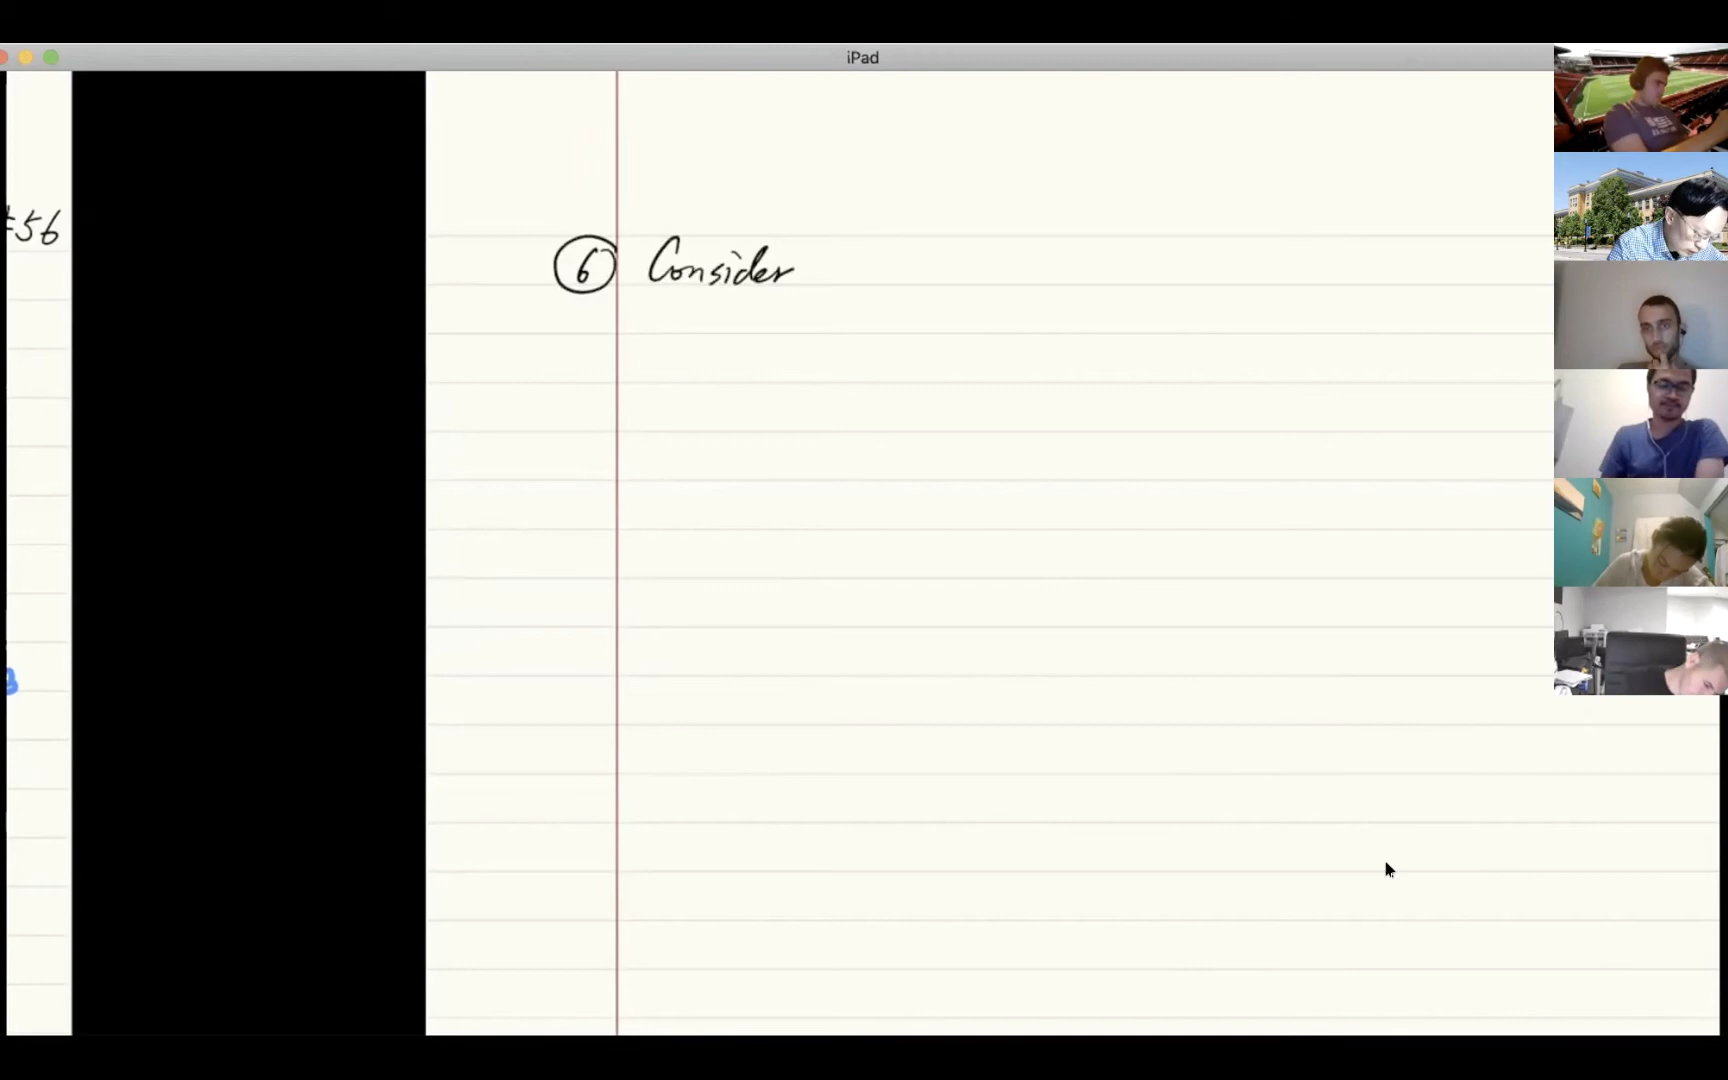 iPad
=56
⑥ Consider